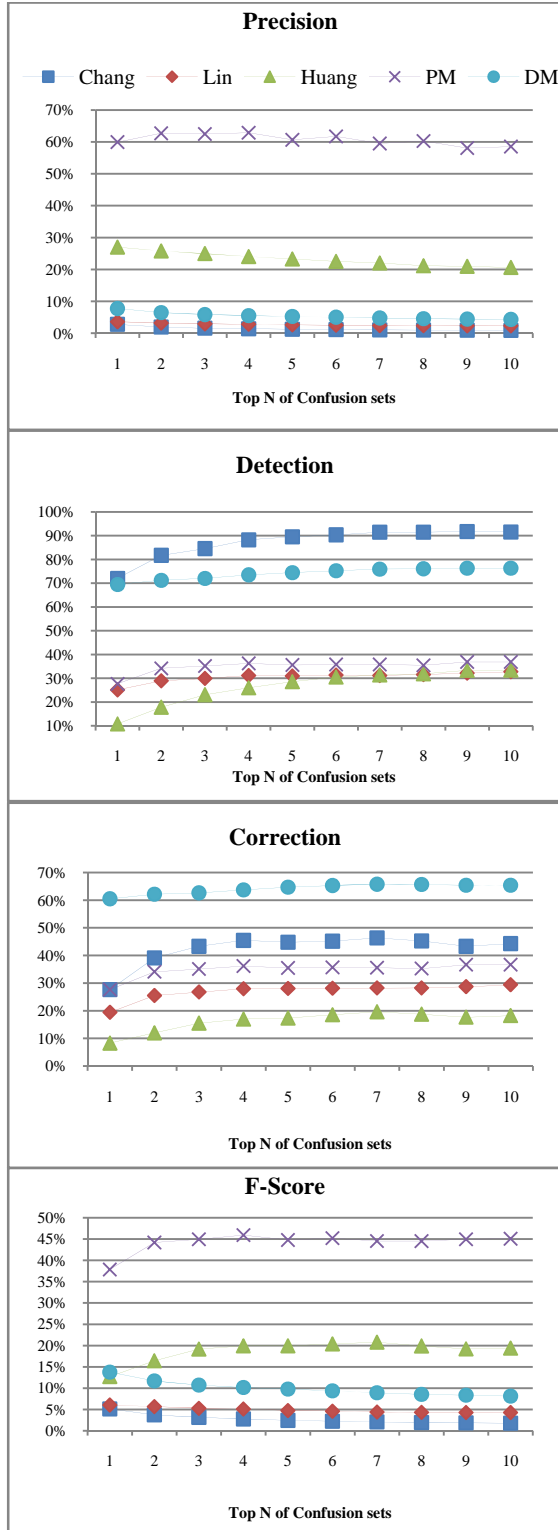 Precision
Chang Lin Huang PM DM
70%
60%
50%
40%
30%
20%
10%
0%
1 2 3 4 5 6 7 8 9 10
Top N of Confusion sets
Detection
100%
90%
80%
70%
60%
50%
40%
30%
20%
10%
1 2 3 4 5 6 7 8 9 10
Top N of Confusion sets
Correction
70%
60%
50%
40%
30%
20%
10%
0%
1 2 3 4 5 6 7 8 9 10
Top N of Confusion sets
F-Score
50%
45%
40%
35%
30%
25%
20%
15%
10%
5%
0%
1 2 3 4 5 6 7 8 9 10
Top N of Confusion sets